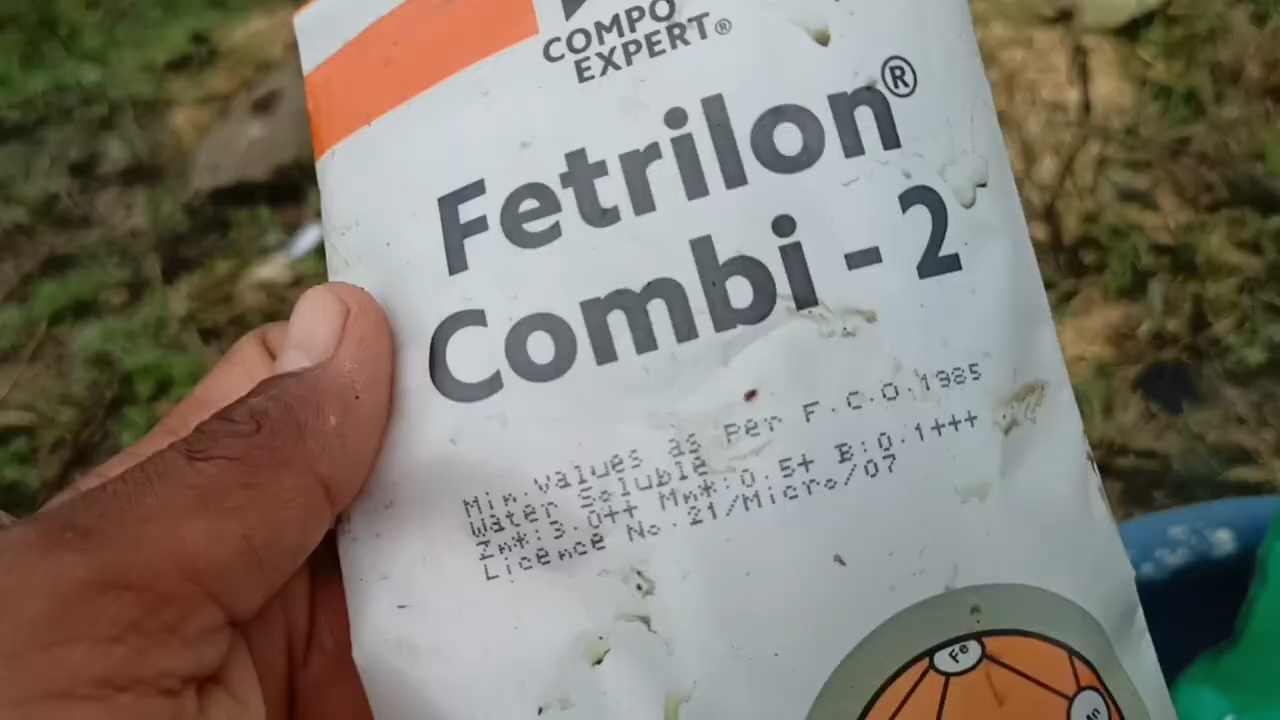 COMPO
EXPERT®
Fetrilon®
Combi - 2
Min.values as per F.C.O.1985
Water Soluble
Zn*:3.0++ Mn*:0.5+ B:0.1+++
Licence No.21/Micro/07
Fe